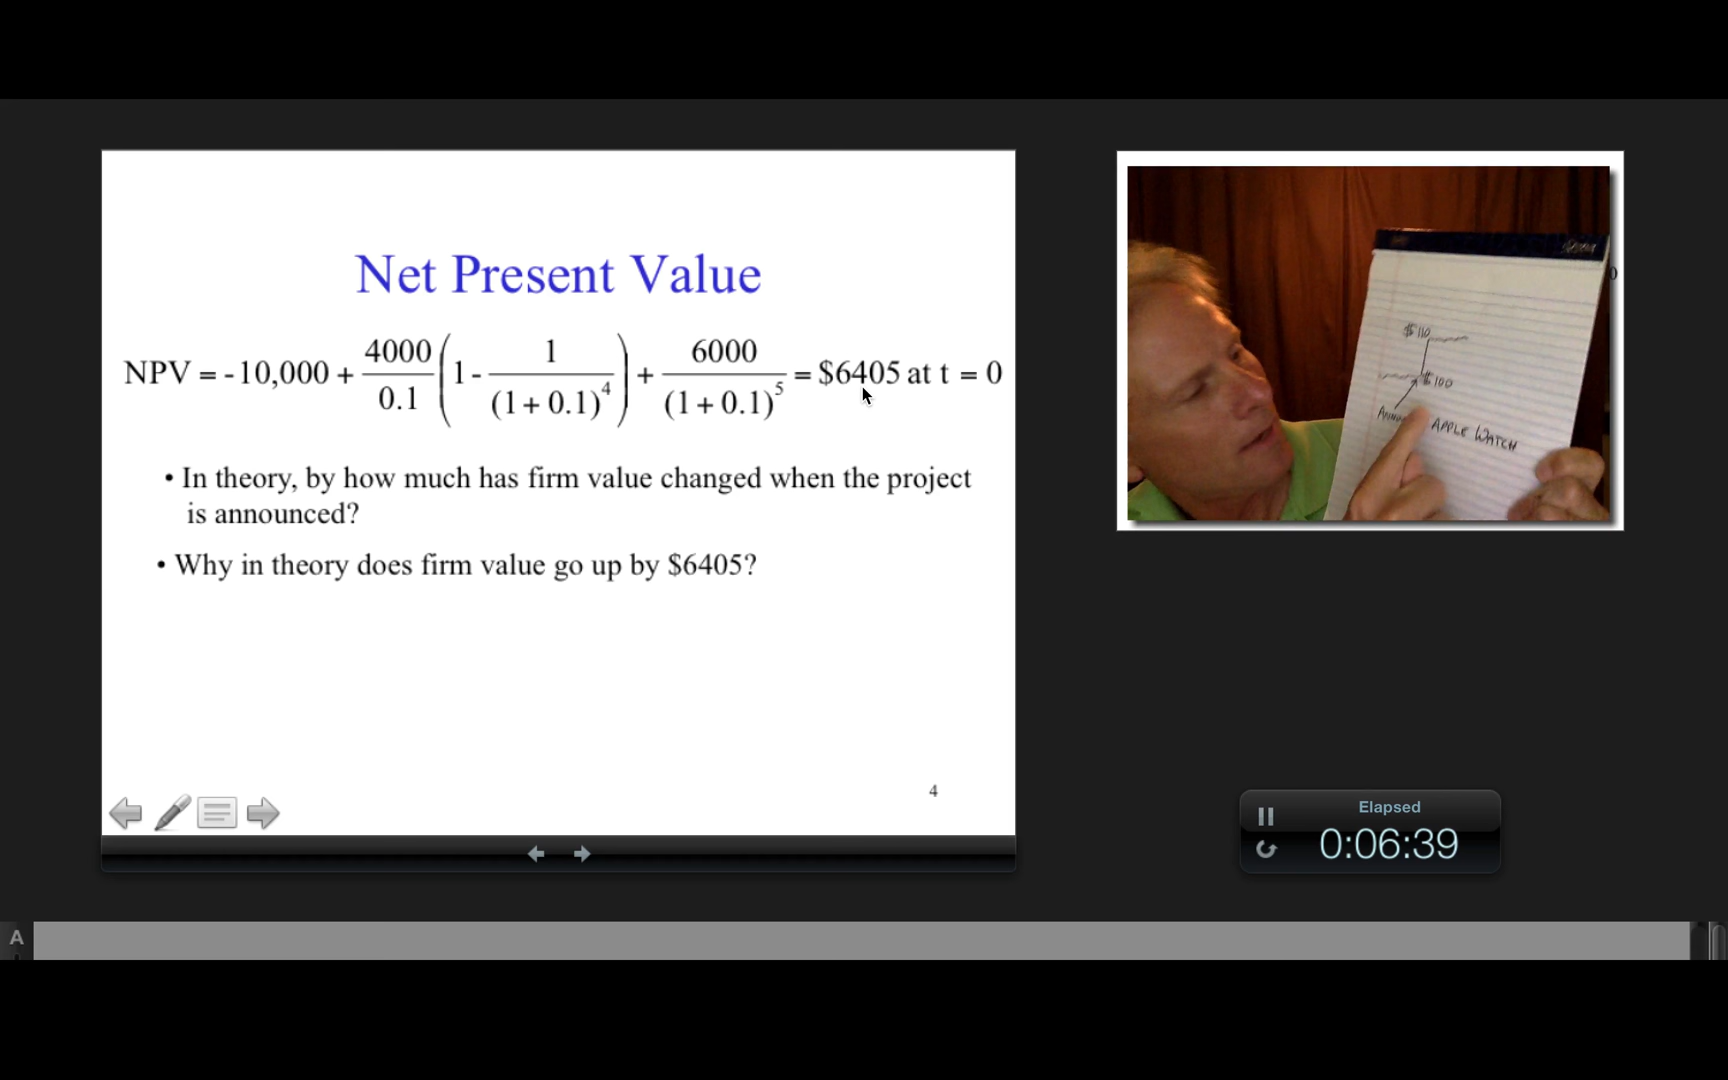 Net Present Value
NPV = -10,000 + 4000/0.1 (1 - 1/(1+0.1)^4) + 6000/(1+0.1)^5 = $6405 at t = 0
• In theory, by how much has firm value changed when the project
is announced?
• Why in theory does firm value go up by $6405?
4
$110
$100
APPLE WATCH
Elapsed
0:06:39
A